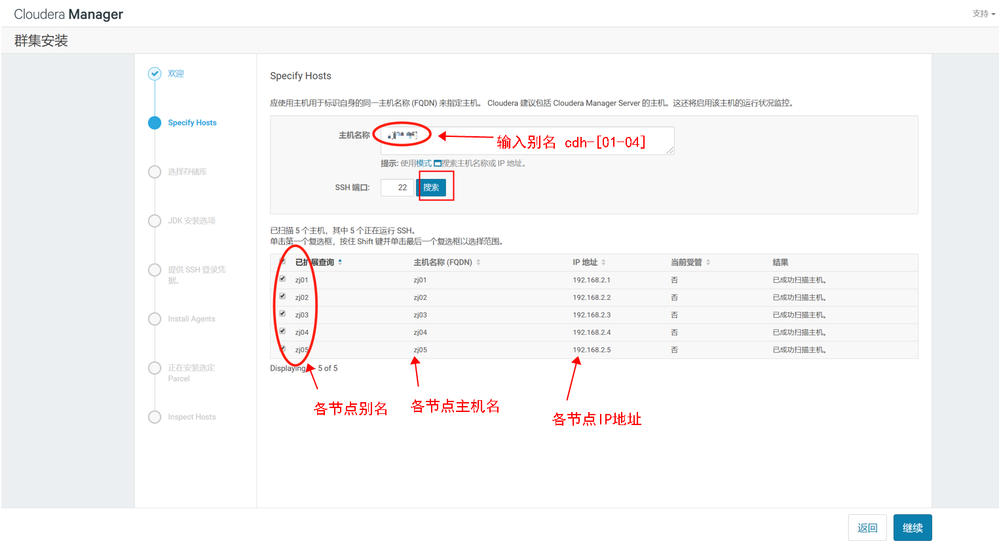 Cloudera Manager
支持
群集安装
欢迎
Specify Hosts
选择存储库
JDK 安装选项
提供 SSH 登录凭
据。
Install Agents
正在安装选定
Parcel
Inspect Hosts
Specify Hosts
应使用主机用于标识自身的同一主机名称 (FQDN) 来指定主机。 Cloudera 建议包括 Cloudera Manager Server 的主机。这还将启用该主机的运行状况监控。
主机名称
输入别名 cdh-[01-04]
提示: 使用模式 搜索主机名称或 IP 地址。
SSH 端口: 22 搜索
已扫描 5 个主机，其中 5 个正在运行 SSH。
单击第一个复选框，按住 Shift 键并单击最后一个复选框以选择范围。
已扩展查询 主机名称 (FQDN) IP 地址 当前受管 结果
zj01 zj01 192.168.2.1 否 已成功扫描主机。
zj02 zj02 192.168.2.2 否 已成功扫描主机。
zj03 zj03 192.168.2.3 否 已成功扫描主机。
zj04 zj04 192.168.2.4 否 已成功扫描主机。
zj05 zj05 192.168.2.5 否 已成功扫描主机。
Displaying - 5 of 5
各节点别名
各节点主机名
各节点IP地址
返回 继续